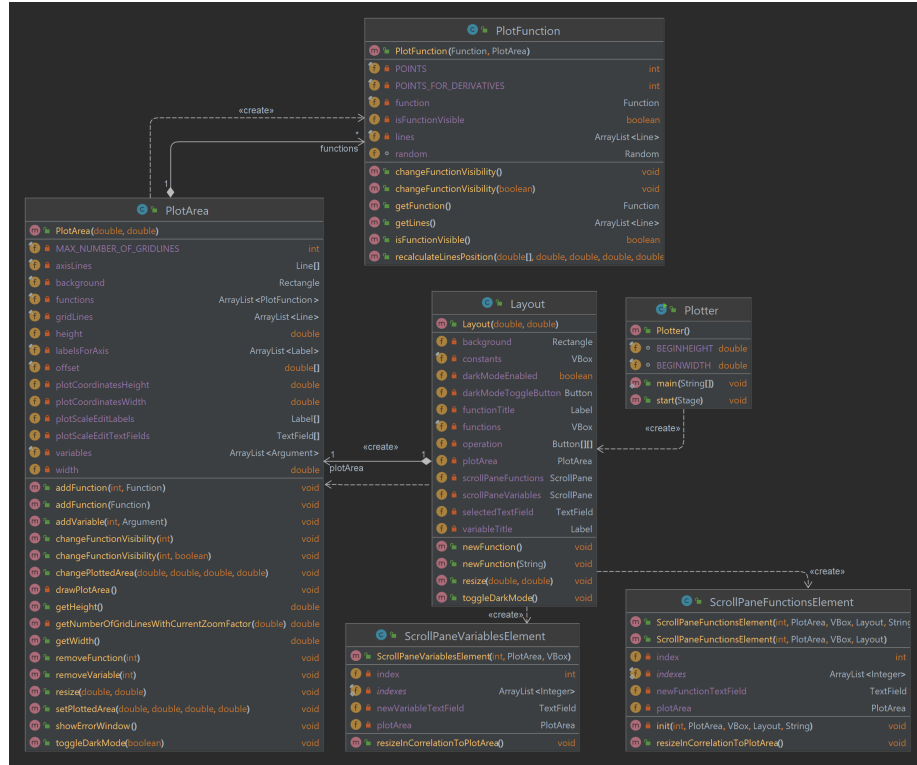 PlotFunction
PlotFunction(Function, PlotArea)
POINTS int
POINTS_FOR_DERIVATIVES int
function Function
isFunctionVisible boolean
lines ArrayList<Line>
random Random
changeFunctionVisibility() void
changeFunctionVisibility(boolean) void
getFunction() Function
getLines() ArrayList<Line>
isFunctionVisible() boolean
recalculateLinesPosition(double[], double, double, double, double
«create»
*
functions
1
PlotArea
PlotArea(double, double)
MAX_NUMBER_OF_GRIDLINES int
axisLines Line[]
background Rectangle
functions ArrayList<PlotFunction>
gridLines ArrayList<Line>
height double
labelsForAxis ArrayList<Label>
offset double[]
plotCoordinatesHeight double
plotCoordinatesWidth double
plotScaleEditLabels Label[]
plotScaleEditTextFields TextField[]
variables ArrayList<Argument>
width double
addFunction(int, Function) void
addFunction(Function) void
addVariable(int, Argument) void
changeFunctionVisibility(int) void
changeFunctionVisibility(int, boolean) void
changePlottedArea(double, double, double, double) void
drawPlotArea() void
getHeight() double
getNumberOfGridLinesWithCurrentZoomFactor(double) double
getWidth() double
removeFunction(int) void
removeVariable(int) void
resize(double, double) void
setPlottedArea(double, double, double, double) void
showErrorWindow() void
toggleDarkMode(boolean) void
«create»
1
1
plotArea
Layout
Layout(double, double)
background Rectangle
constants VBox
darkModeEnabled boolean
darkModeToggleButton Button
functionTitle Label
functions VBox
operation Button[][]
plotArea PlotArea
scrollPaneFunctions ScrollPane
scrollPaneVariables ScrollPane
selectedTextField TextField
variableTitle Label
newFunction() void
newFunction(String) void
resize(double, double) void
toggleDarkMode() void
Plotter
Plotter()
BEGINHEIGHT double
BEGINWIDTH double
main(String[]) void
start(Stage) void
«create»
«create»
«create»
ScrollPaneVariablesElement
ScrollPaneVariablesElement(int, PlotArea, VBox)
index int
indexes ArrayList<Integer>
newVariableTextField TextField
plotArea PlotArea
resizeInCorrelationToPlotArea() void
ScrollPaneFunctionsElement
ScrollPaneFunctionsElement(int, PlotArea, VBox, Layout, String
ScrollPaneFunctionsElement(int, PlotArea, VBox, Layout)
index int
indexes ArrayList<Integer>
newFunctionTextField TextField
plotArea PlotArea
init(int, PlotArea, VBox, Layout, String) void
resizeInCorrelationToPlotArea() void